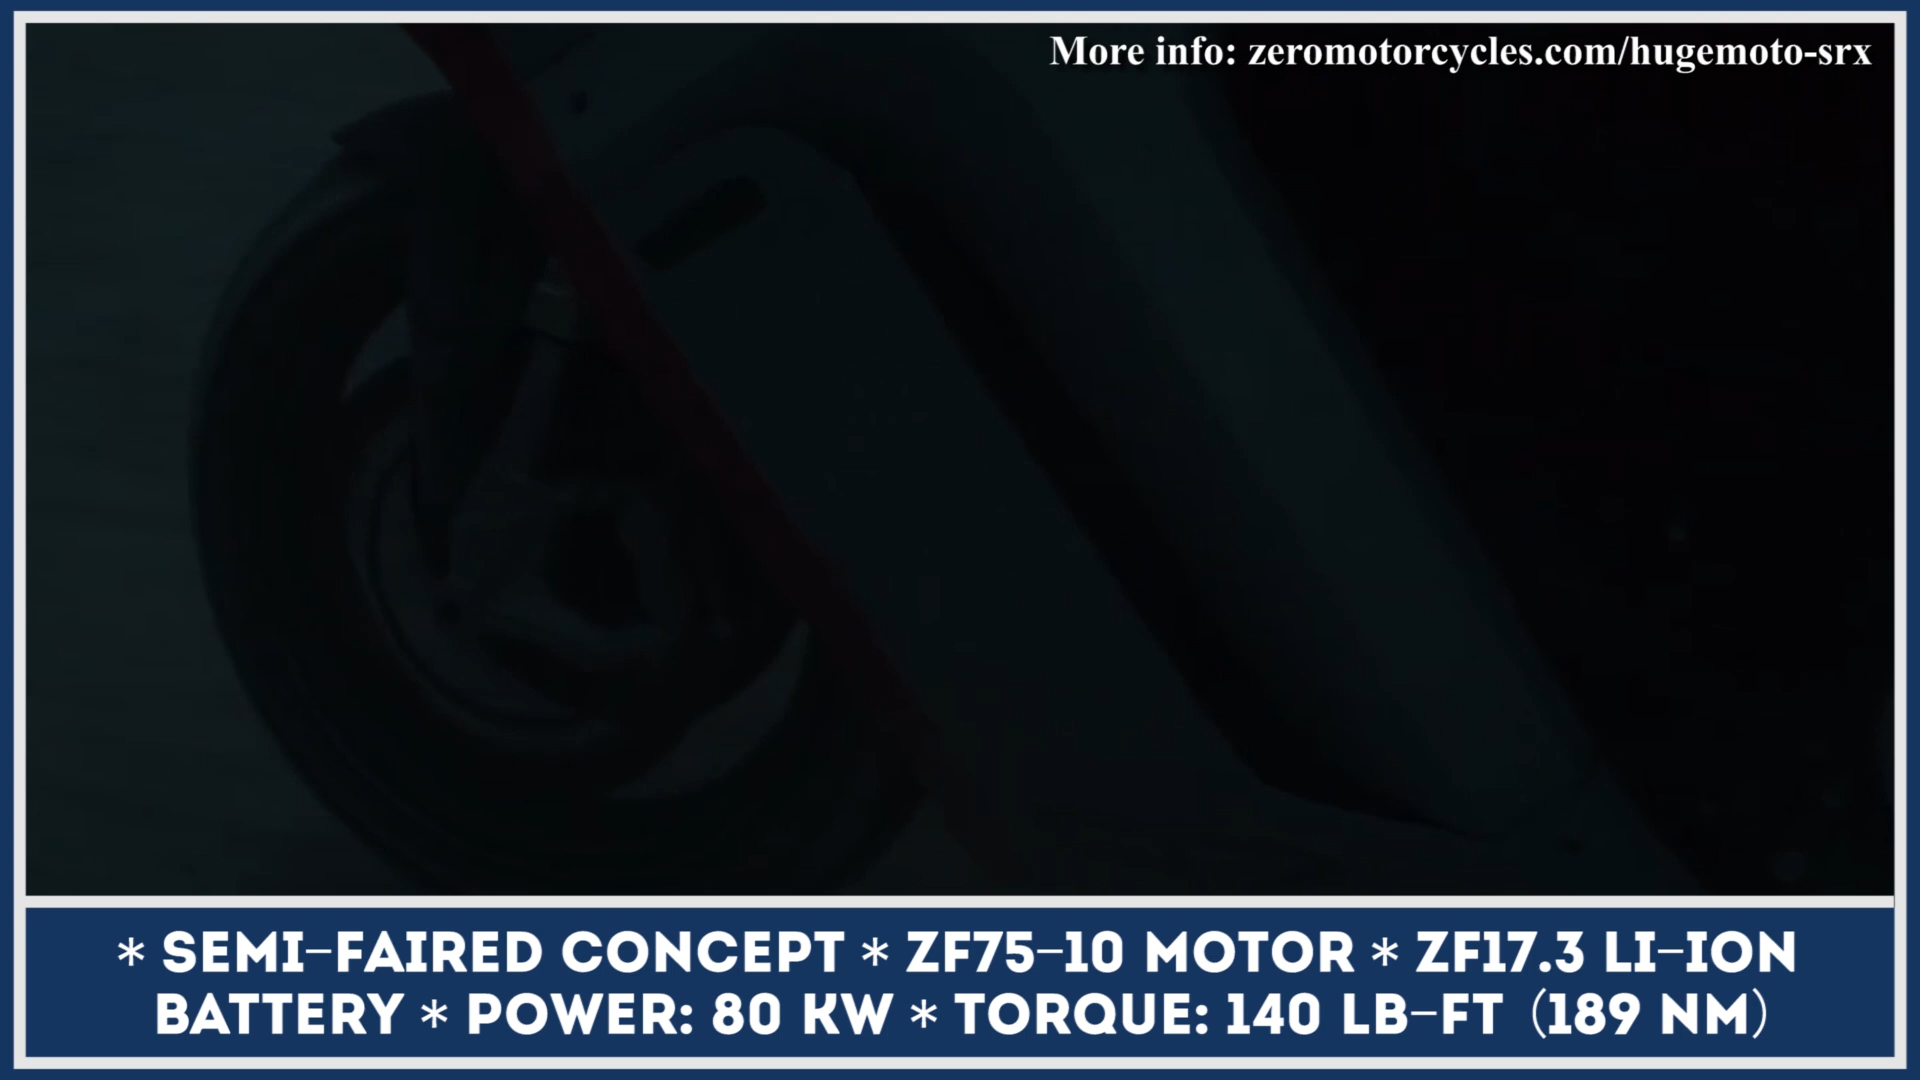 More info: zeromotorcycles.com/hugemoto-srx
* SEMI-FAIRED CONCEPT * ZF75-10 MOTOR * ZF17.3 LI-ION
BATTERY * POWER: 80 KW * TORQUE: 140 LB-FT (189 NM)